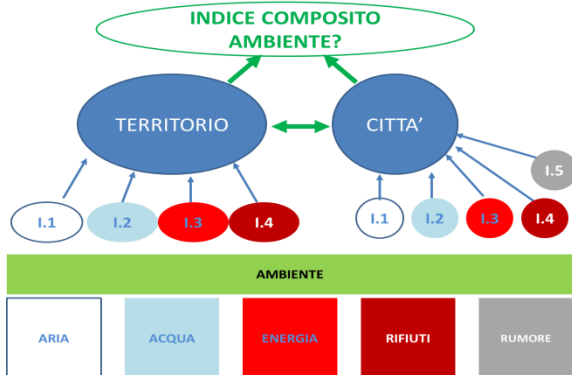 INDICE COMPOSITO
AMBIENTE?
TERRITORIO
CITTA’
I.5
I.1
I.2
I.3
I.4
I.1
I.2
I.3
I.4
AMBIENTE
ARIA
ACQUA
ENERGIA
RIFIUTI
RUMORE